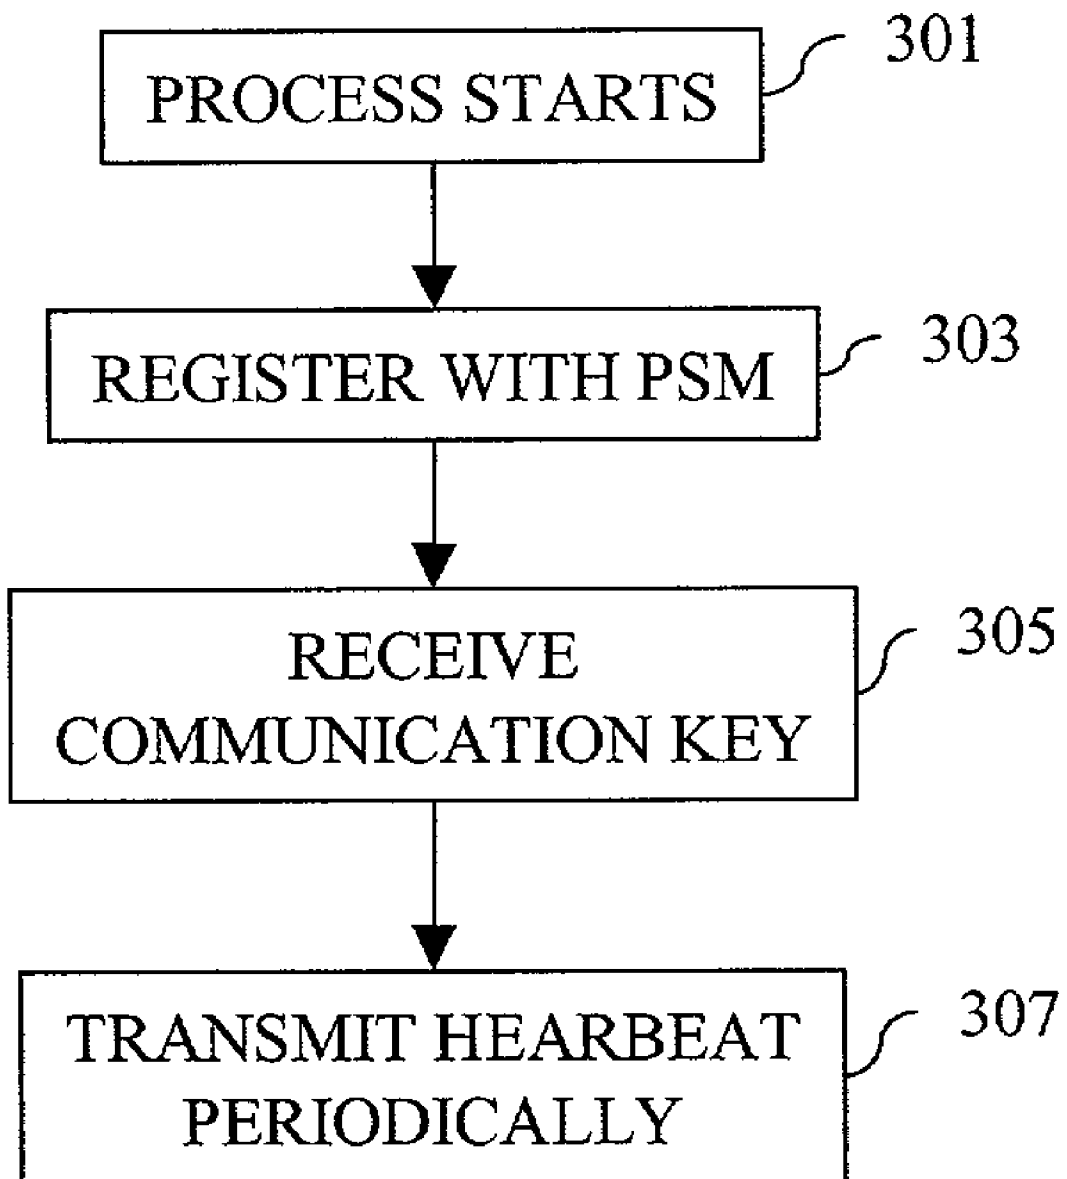 PROCESS STARTS
301
REGISTER WITH PSM
303
RECEIVE
COMMUNICATION KEY
305
TRANSMIT HEARBEAT
PERIODICALLY
307